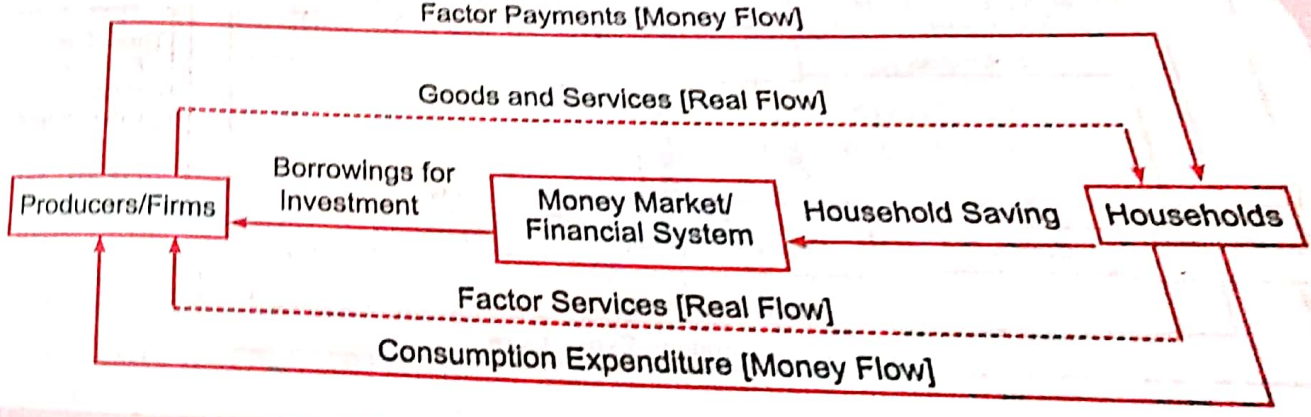 Factor Payments [Money Flow]
Goods and Services [Real Flow]
Borrowings for
Investment
Producers/Firms
Money Market/
Financial System
Household Saving
Households
Factor Services [Real Flow]
Consumption Expenditure [Money Flow]